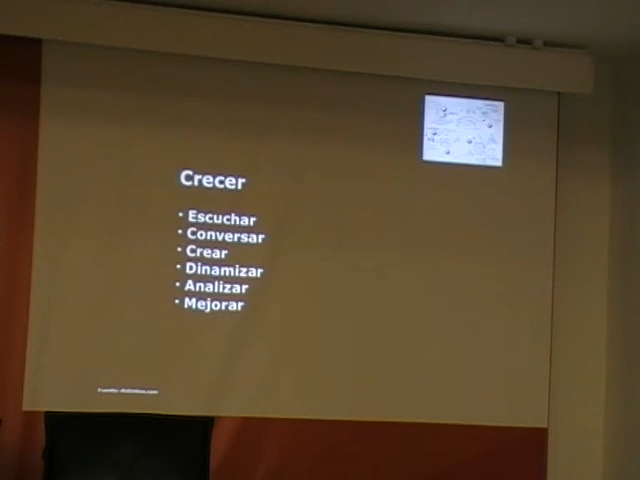 Crecer
• Escuchar
• Conversar
• Crear
• Dinamizar
• Analizar
• Mejorar